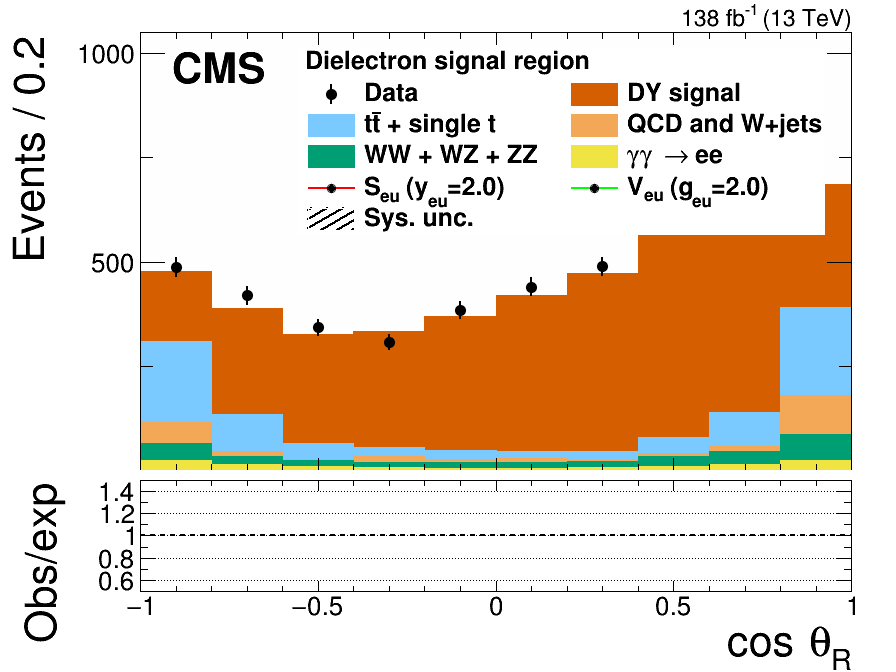 138 fb⁻¹ (13 TeV)
CMS
Dielectron signal region
Data
DY signal
tt̄ + single t
QCD and W+jets
WW + WZ + ZZ
γγ → ee
S_eu (y_eu=2.0)
V_eu (g_eu=2.0)
Sys. unc.
Events / 0.2
1000
500
Obs/exp
1.4
1.2
1
0.8
0.6
−1
−0.5
0
0.5
1
cos θ_R